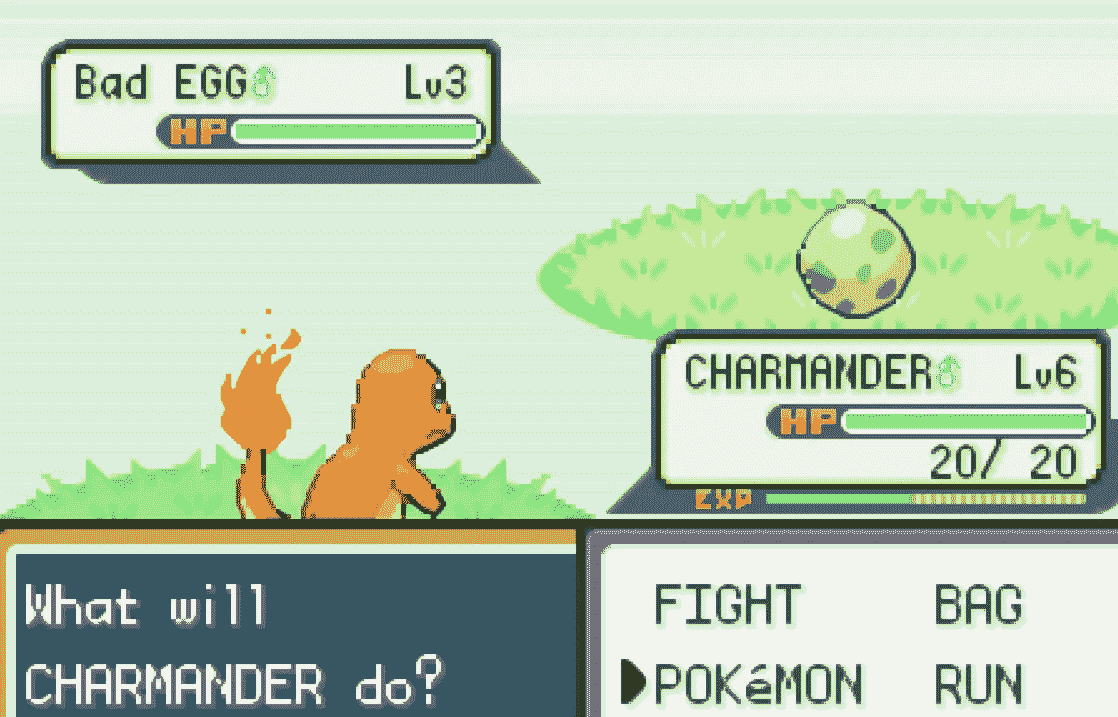 Bad EGG♂ Lv3
HP
CHARMANDER♂ Lv6
HP
20/ 20
EXP
What will
CHARMANDER do?
FIGHT BAG
POKéMON RUN